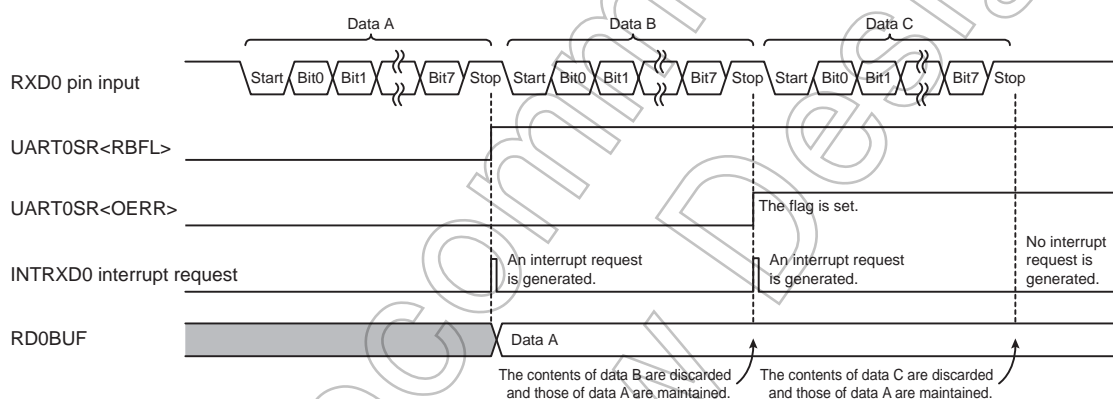 Data A Data B Data C
RXD0 pin input Start Bit0 Bit1 Bit7 Stop Start Bit0 Bit1 Bit7 Stop Start Bit0 Bit1 Bit7 Stop
UART0SR<RBFL>
UART0SR<OERR> The flag is set.
INTRXD0 interrupt request
An interrupt request
is generated.
An interrupt request
is generated.
No interrupt
request is
generated.
RD0BUF Data A
The contents of data B are discarded
and those of data A are maintained.
The contents of data C are discarded
and those of data A are maintained.